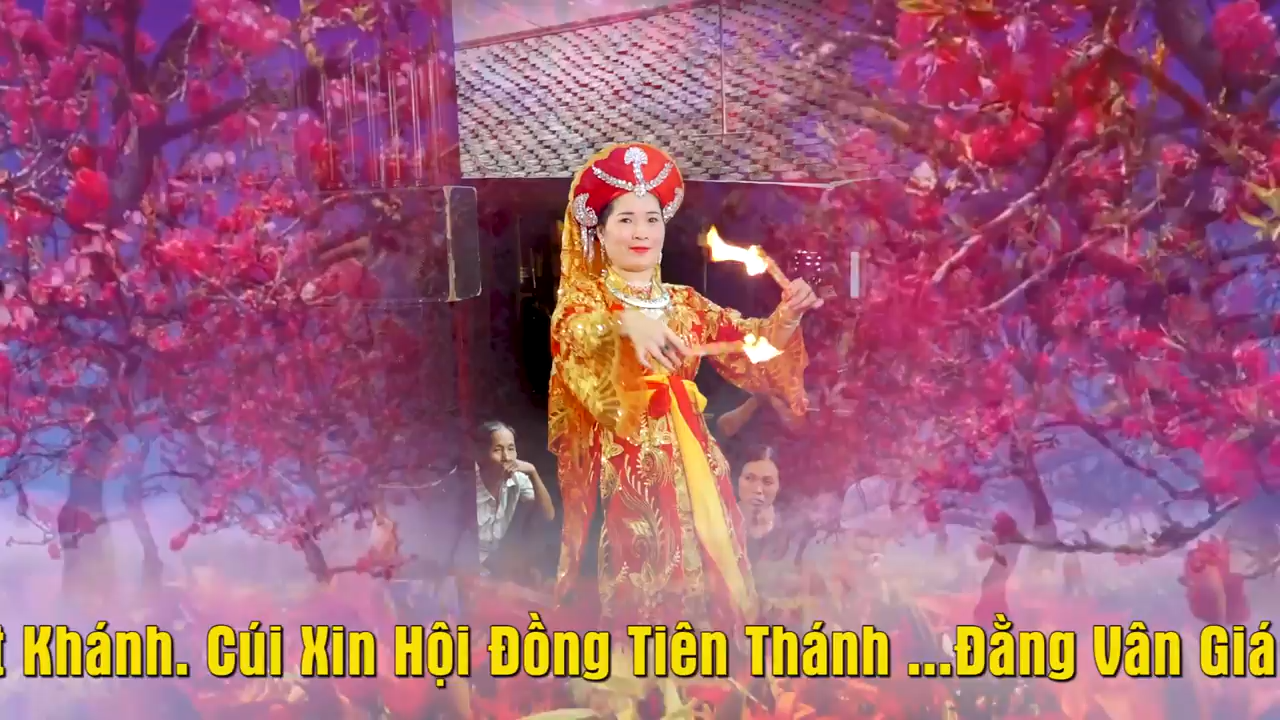 t Khánh. Cúi Xin Hội Đồng Tiên Thánh ...Đằng Vân Giá